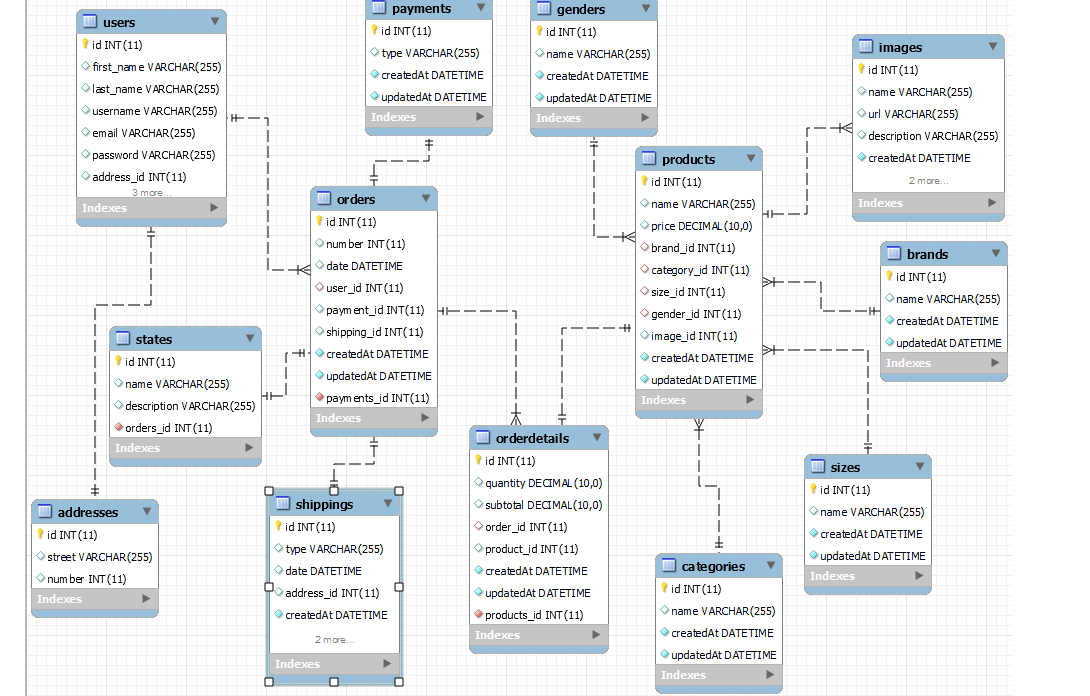 users
id INT(11)
first_name VARCHAR(255)
last_name VARCHAR(255)
username VARCHAR(255)
email VARCHAR(255)
password VARCHAR(255)
address_id INT(11)
3 more...
Indexes
payments
id INT(11)
type VARCHAR(255)
createdAt DATETIME
updatedAt DATETIME
Indexes
genders
id INT(11)
name VARCHAR(255)
createdAt DATETIME
updatedAt DATETIME
Indexes
images
id INT(11)
name VARCHAR(255)
url VARCHAR(255)
description VARCHAR(255)
createdAt DATETIME
2 more...
Indexes
products
id INT(11)
name VARCHAR(255)
price DECIMAL(10,0)
brand_id INT(11)
category_id INT(11)
size_id INT(11)
gender_id INT(11)
image_id INT(11)
createdAt DATETIME
updatedAt DATETIME
Indexes
orders
id INT(11)
number INT(11)
date DATETIME
user_id INT(11)
payment_id INT(11)
shipping_id INT(11)
createdAt DATETIME
updatedAt DATETIME
payments_id INT(11)
Indexes
brands
id INT(11)
name VARCHAR(255)
createdAt DATETIME
updatedAt DATETIME
Indexes
states
id INT(11)
name VARCHAR(255)
description VARCHAR(255)
orders_id INT(11)
Indexes
orderdetails
id INT(11)
quantity DECIMAL(10,0)
subtotal DECIMAL(10,0)
order_id INT(11)
product_id INT(11)
createdAt DATETIME
updatedAt DATETIME
products_id INT(11)
Indexes
sizes
id INT(11)
name VARCHAR(255)
createdAt DATETIME
updatedAt DATETIME
Indexes
addresses
id INT(11)
street VARCHAR(255)
number INT(11)
Indexes
shippings
id INT(11)
type VARCHAR(255)
date DATETIME
address_id INT(11)
createdAt DATETIME
2 more...
Indexes
categories
id INT(11)
name VARCHAR(255)
createdAt DATETIME
updatedAt DATETIME
Indexes